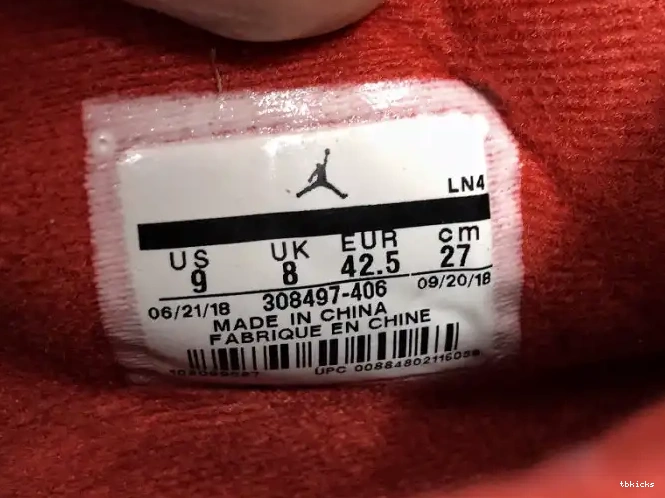 LN4
US UK EUR cm
9 8 42.5 27
06/21/18 308497-406 09/20/18
MADE IN CHINA
FABRIQUE EN CHINE
UPC 00884802116058
tbkicks